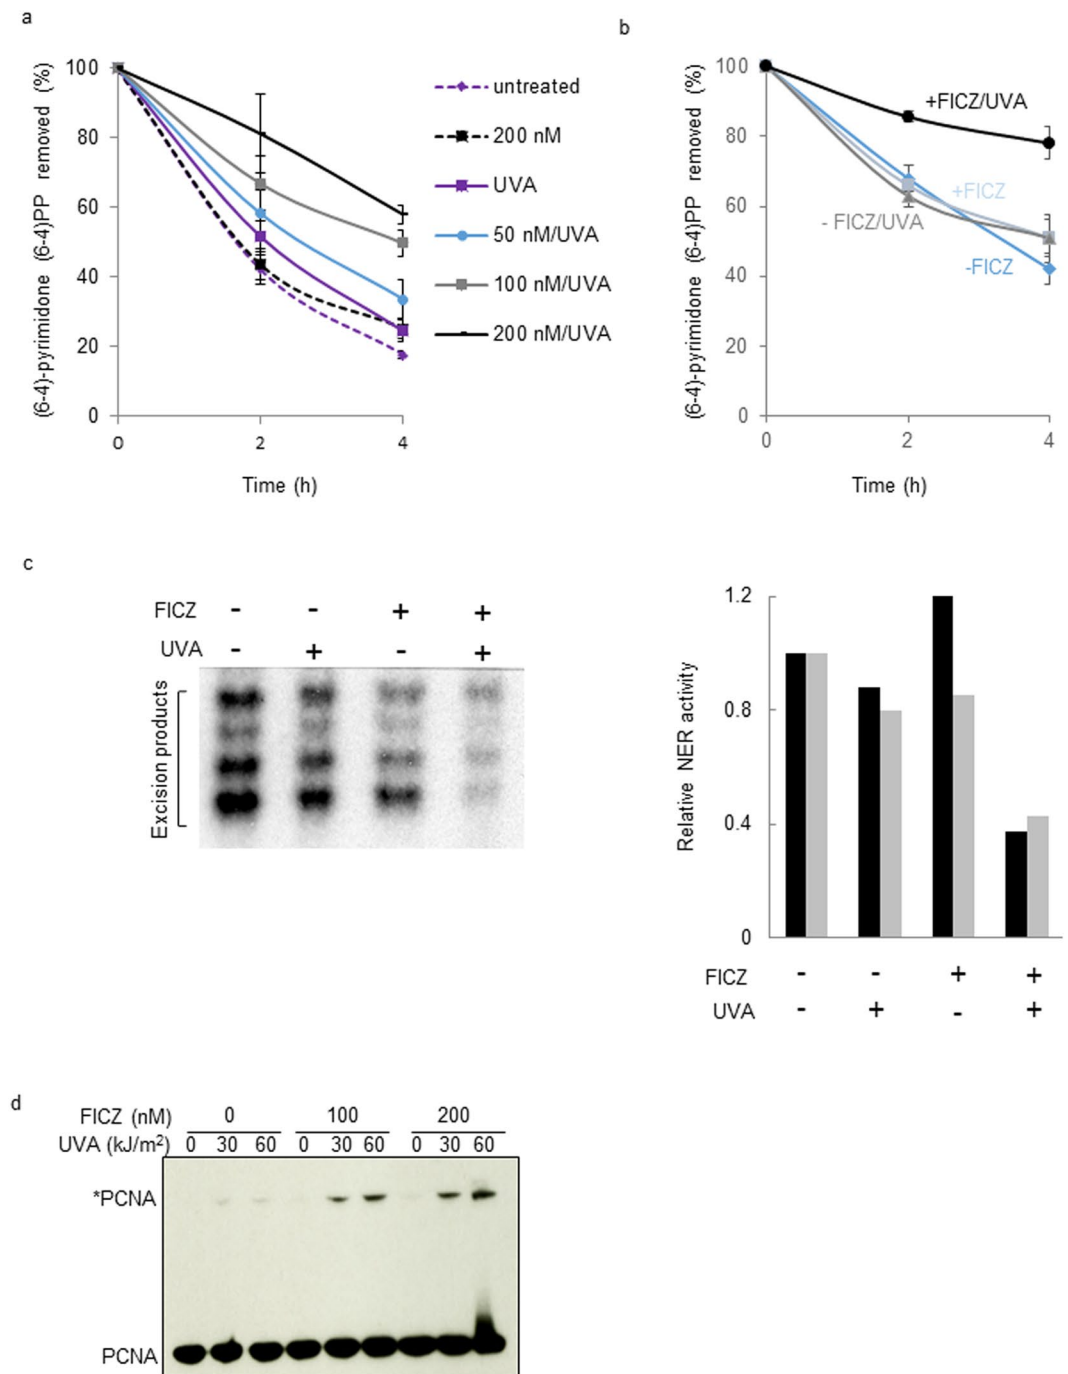 a
(6-4)-pyrimidone (6-4)PP removed (%)
100
80
60
40
20
0
0 2 4
Time (h)
untreated
200 nM
UVA
50 nM/UVA
100 nM/UVA
200 nM/UVA
b
(6-4)-pyrimidone (6-4)PP removed (%)
100
80
60
40
20
0
0 2 4
Time (h)
+FICZ/UVA
+FICZ
- FICZ/UVA
-FICZ
c
FICZ - - + +
UVA - + - +
Excision products
Relative NER activity
1.2
0.8
0.4
0
FICZ - - + +
UVA - + - +
d
FICZ (nM) 0 100 200
UVA (kJ/m²) 0 30 60 0 30 60 0 30 60
*PCNA
PCNA